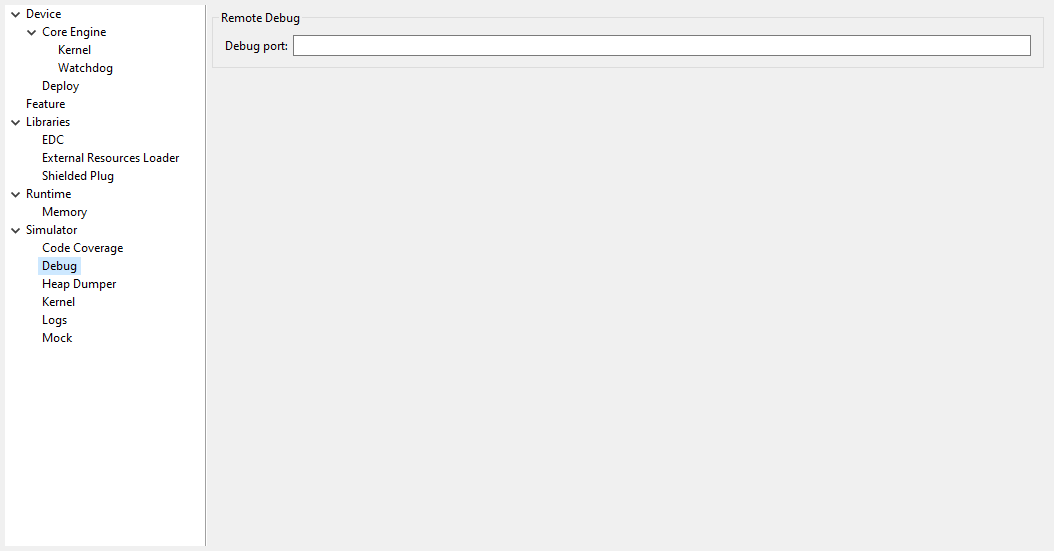 Device
Core Engine
Kernel
Watchdog
Deploy
Feature
Libraries
EDC
External Resources Loader
Shielded Plug
Runtime
Memory
Simulator
Code Coverage
Debug
Heap Dumper
Kernel
Logs
Mock
Remote Debug
Debug port: